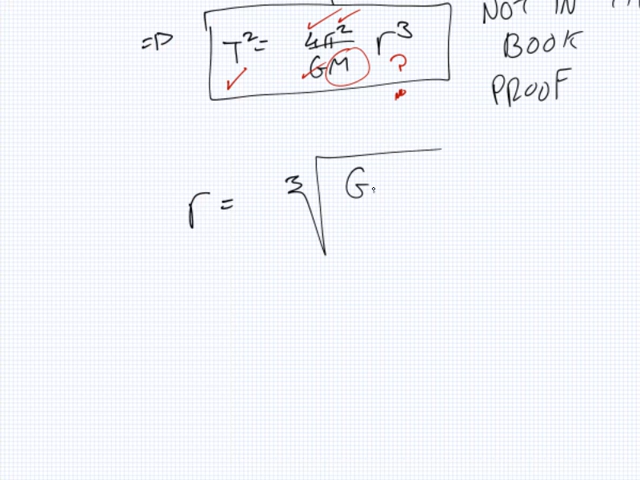 NOT IN
=> T² = 4π² / GM r³
?
BOOK
PROOF
r = ∛G.